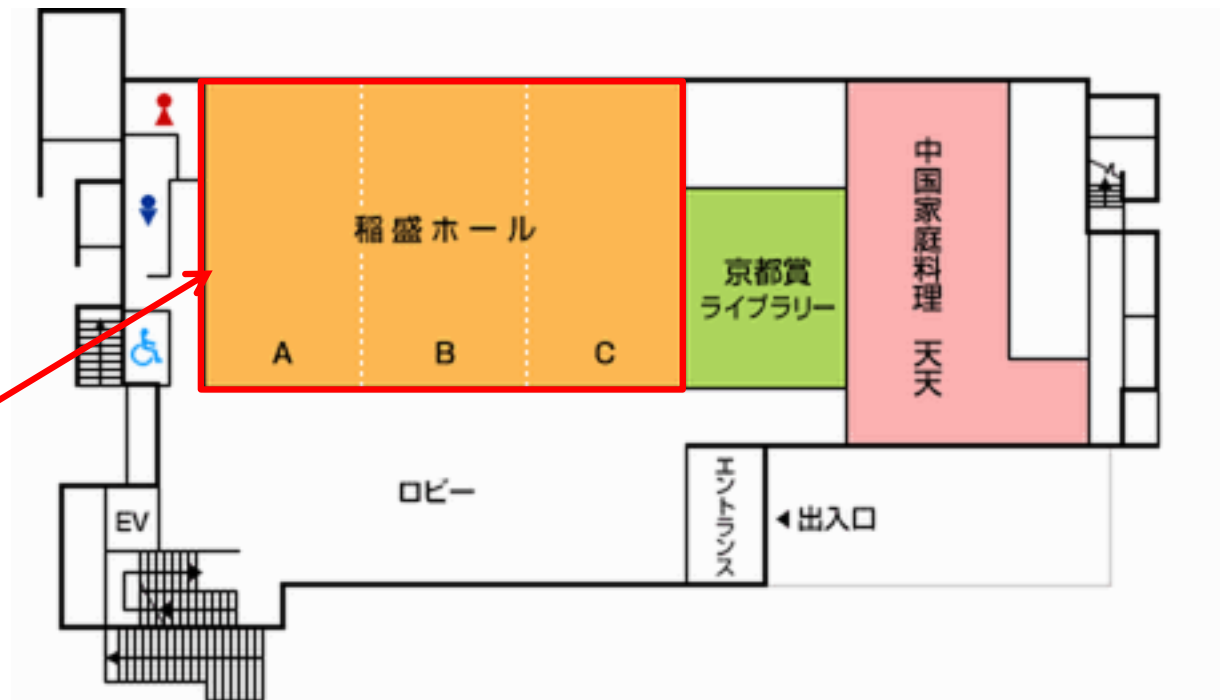 稲盛ホール
A
B
C
京都賞
ライブラリー
中国家庭料理 天天
ロビー
エントランス
出入口
EV